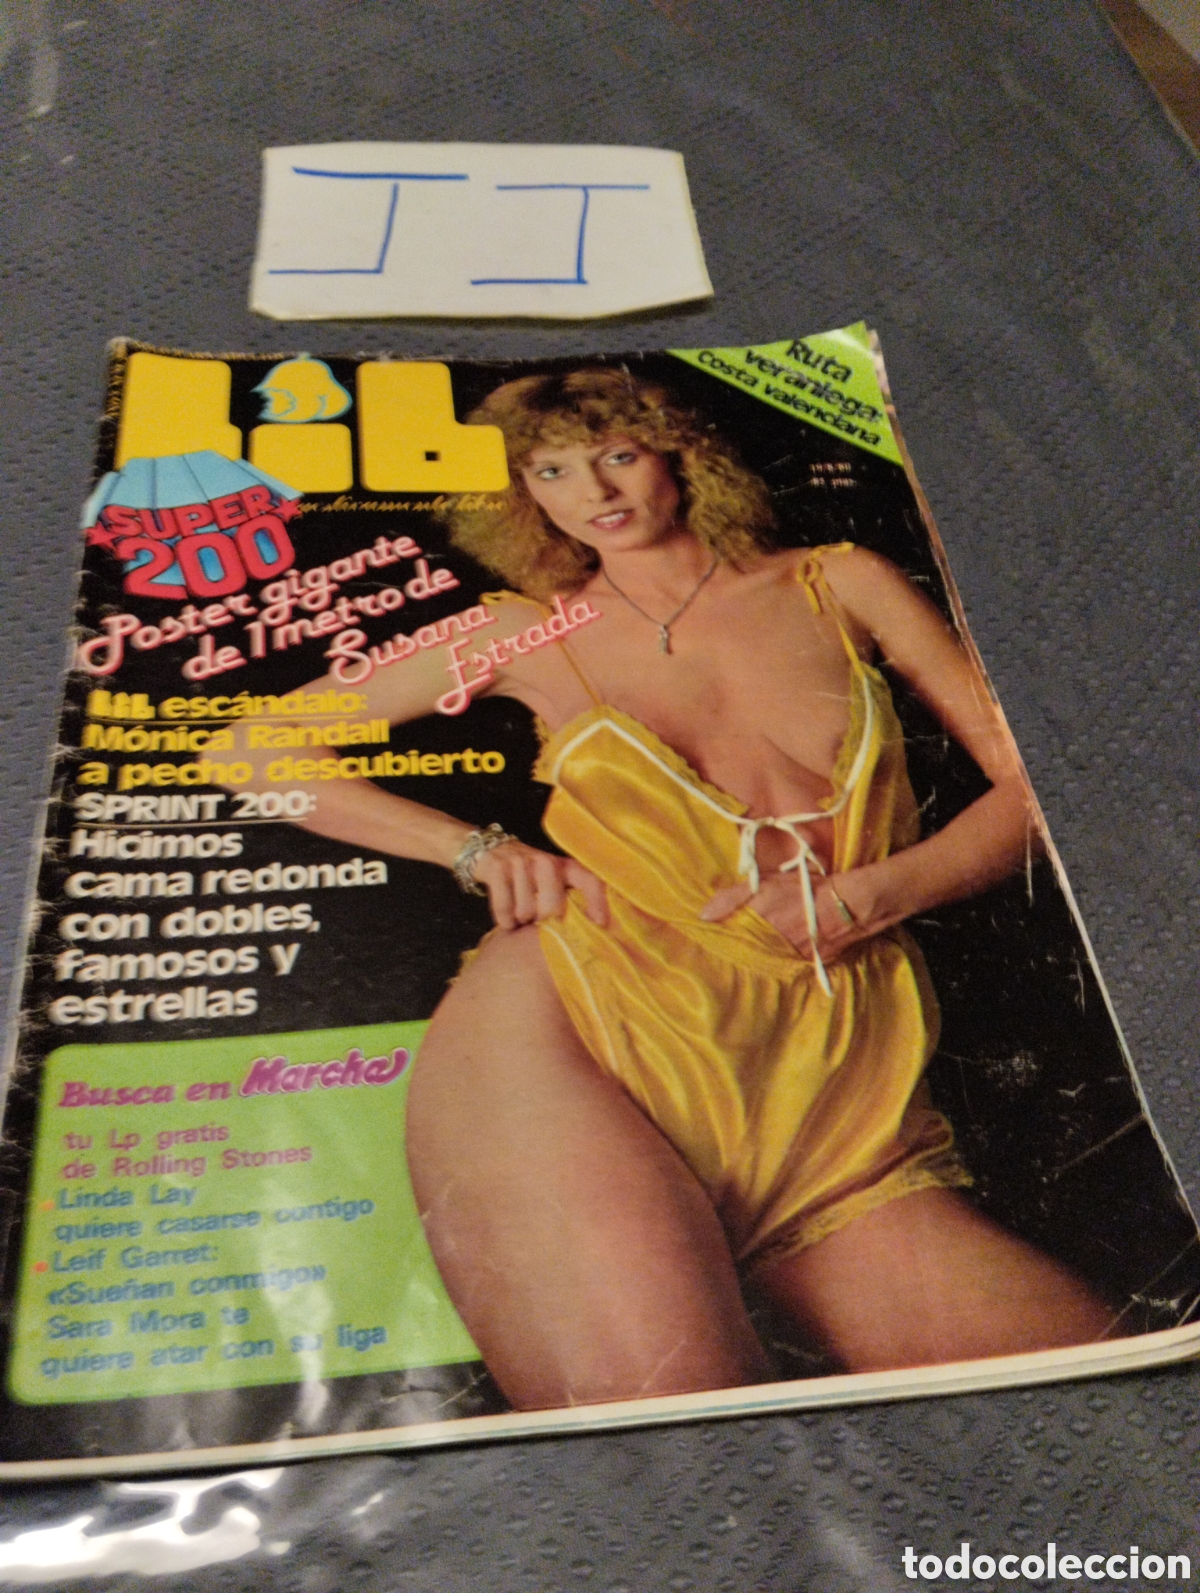 JJ
Lib
Ruta
veraniega:
Costa valenciana
SUPER
200
Poster gigante
de 1 metro de
Susana
Estrada
Lib escándalo:
Mónica Randall
a pecho descubierto
SPRINT 200:
Hicimos
cama redonda
con dobles,
famosos y
estrellas
Busca en Marcha
tu Lp gratis
de Rolling Stones
Linda Lay
quiere casarse contigo
Leif Garret:
«Sueñan conmigo»
Sara Mora te
quiere atar con su liga
todocoleccion